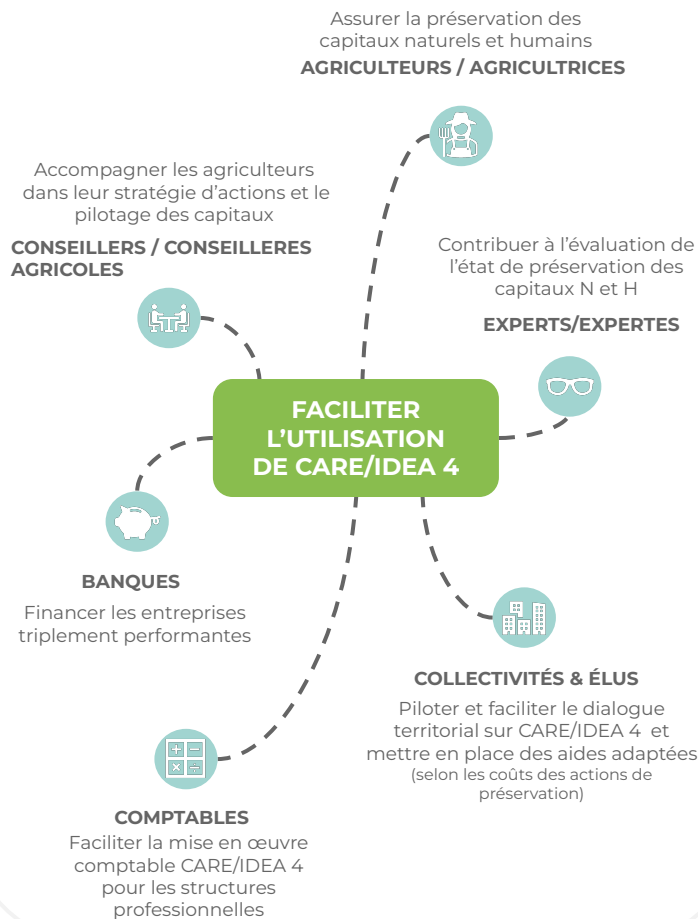 Assurer la préservation des
capitaux naturels et humains
AGRICULTEURS / AGRICULTRICES
Accompagner les agriculteurs
dans leur stratégie d'actions et le
pilotage des capitaux
CONSEILLERS / CONSEILLERES
AGRICOLES
Contribuer à l'évaluation de
l'état de préservation des
capitaux N et H
EXPERTS/EXPERTES
FACILITER
L'UTILISATION
DE CARE/IDEA 4
BANQUES
Financer les entreprises
triplement performantes
COLLECTIVITÉS & ÉLUS
Piloter et faciliter le dialogue
territorial sur CARE/IDEA 4 et
mettre en place des aides adaptées
(selon les coûts des actions de
préservation)
COMPTABLES
Faciliter la mise en œuvre
comptable CARE/IDEA 4
pour les structures
professionnelles